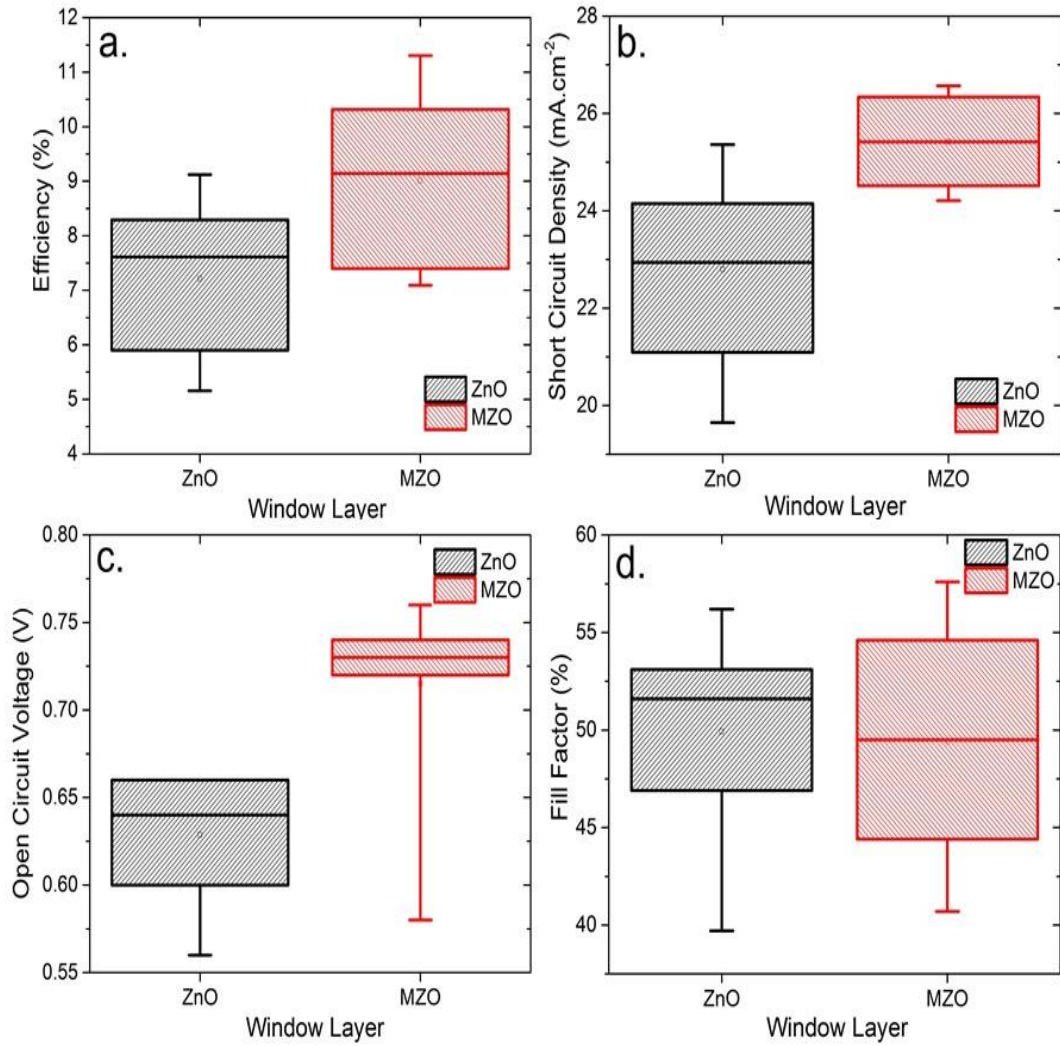 a.
Efficiency (%)
12
11
10
9
8
7
6
5
4
ZnO
MZO
ZnO
MZO
Window Layer
b.
Short Circuit Density (mA.cm⁻²)
28
26
24
22
20
ZnO
MZO
ZnO
MZO
Window Layer
c.
Open Circuit Voltage (V)
0.80
0.75
0.70
0.65
0.60
0.55
ZnO
MZO
ZnO
MZO
Window Layer
d.
Fill Factor (%)
60
55
50
45
40
ZnO
MZO
ZnO
MZO
Window Layer